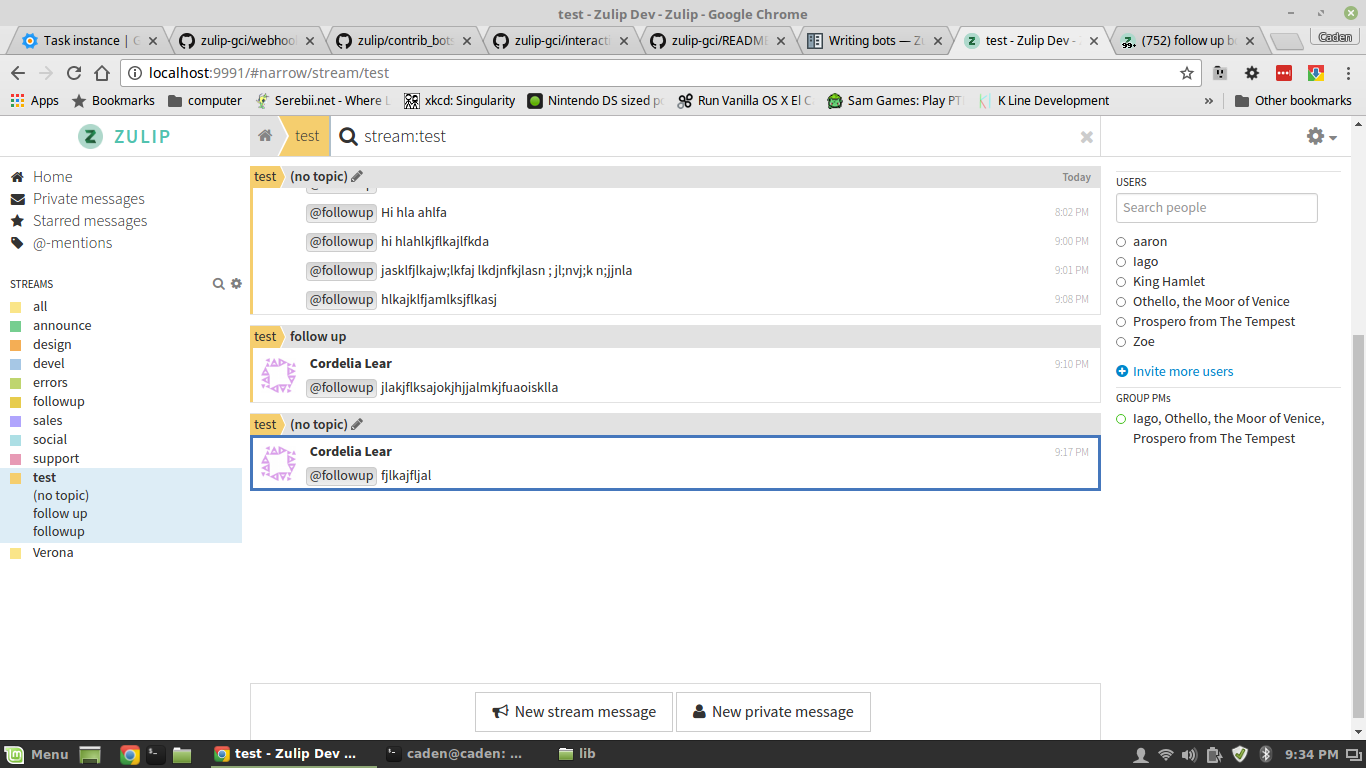 test - Zulip Dev - Zulip - Google Chrome
Task instance | G
zulip-gci/webhoo
zulip/contrib_bots
zulip-gci/interacti
zulip-gci/README
Writing bots — Zu
test - Zulip Dev -
99+ (752) follow up b
Caden
localhost:9991/#narrow/stream/test
Apps
Bookmarks
computer
Serebii.net - Where
xkcd: Singularity
Nintendo DS sized p
Run Vanilla OS X El C
Sam Games: Play PT
K Line Development
»
Other bookmarks
ZULIP
test
stream:test
Home
Private messages
Starred messages
@-mentions
STREAMS
all
announce
design
devel
errors
followup
sales
social
support
test
(no topic)
follow up
followup
Verona
test (no topic) Today
@followup Hi hla ahlfa 8:02 PM
@followup hi hlahlkjflkajlfkda 9:00 PM
@followup jasklfjlkajw;lkfaj lkdjnfkjlasn ; jl;nvj;k n;jjnla 9:01 PM
@followup hlkajklfjamlksjflkasj 9:08 PM
test follow up
Cordelia Lear 9:10 PM
@followup jlakjflksajokjhjjalmkjfuaoisklla
test (no topic)
Cordelia Lear 9:17 PM
@followup fjlkajfljal
New stream message
New private message
USERS
Search people
aaron
Iago
King Hamlet
Othello, the Moor of Venice
Prospero from The Tempest
Zoe
Invite more users
GROUP PMs
Iago, Othello, the Moor of Venice,
Prospero from The Tempest
Menu
test - Zulip Dev ...
caden@caden: ...
lib
9:34 PM